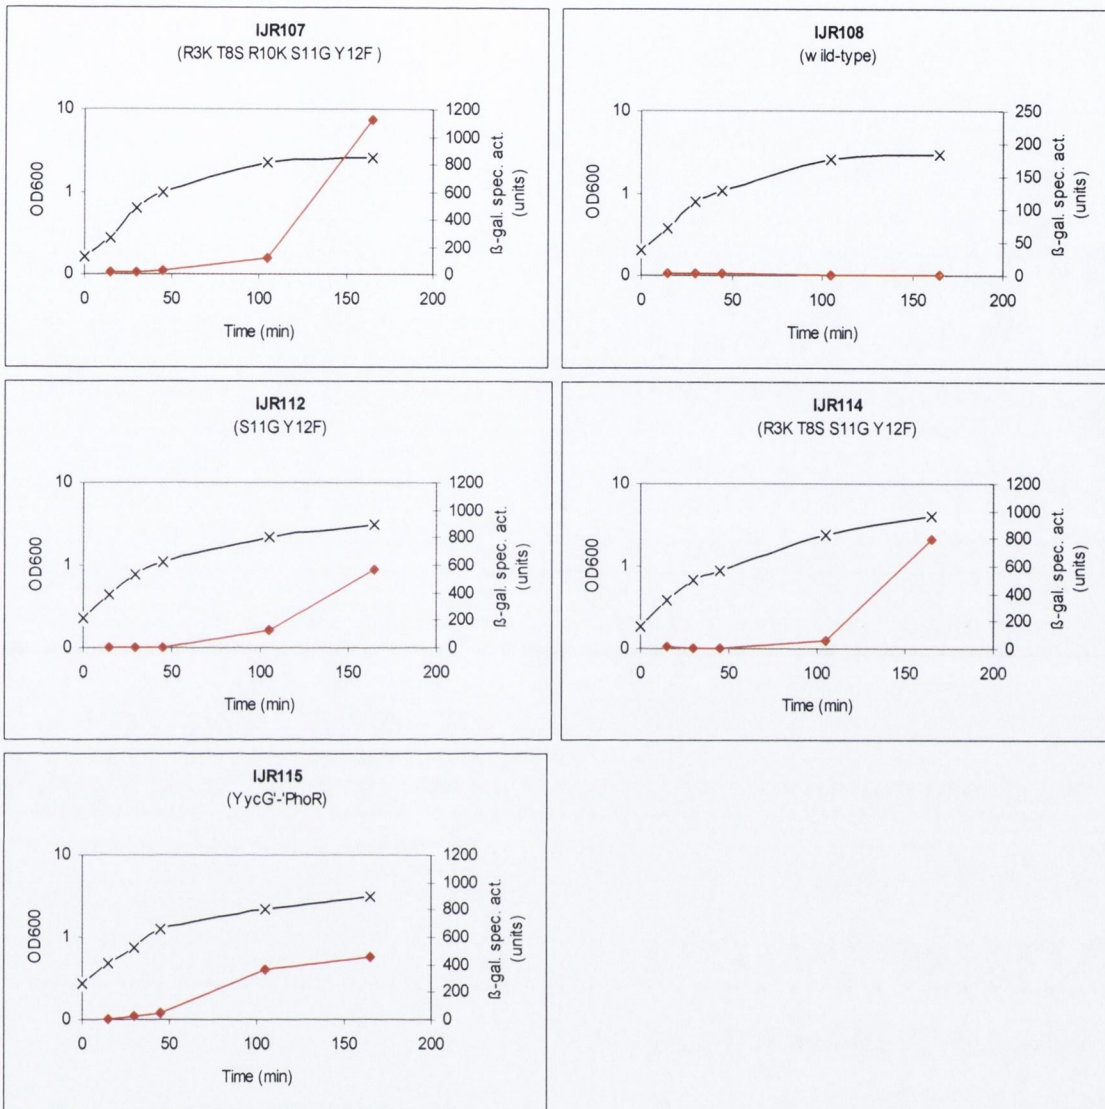 IJR107
(R3K T8S R10K S11G Y12F )
OD600
10
1
0
1200
1000
800
600
400
200
0
ß-gal. spec. act.
(units)
0 50 100 150 200
Time (min)
IJR108
(wild-type)
OD600
10
1
0
250
200
150
100
50
0
ß-gal. spec. act.
(units)
0 50 100 150 200
Time (min)
IJR112
(S11G Y12F)
OD600
10
1
0
1200
1000
800
600
400
200
0
ß-gal. spec. act.
(units)
0 50 100 150 200
Time (min)
IJR114
(R3K T8S S11G Y12F)
OD600
10
1
0
1200
1000
800
600
400
200
0
ß-gal. spec. act.
(units)
0 50 100 150 200
Time (min)
IJR115
(YycG'-'PhoR)
OD600
10
1
0
1200
1000
800
600
400
200
0
ß-gal. spec. act.
(units)
0 50 100 150 200
Time (min)